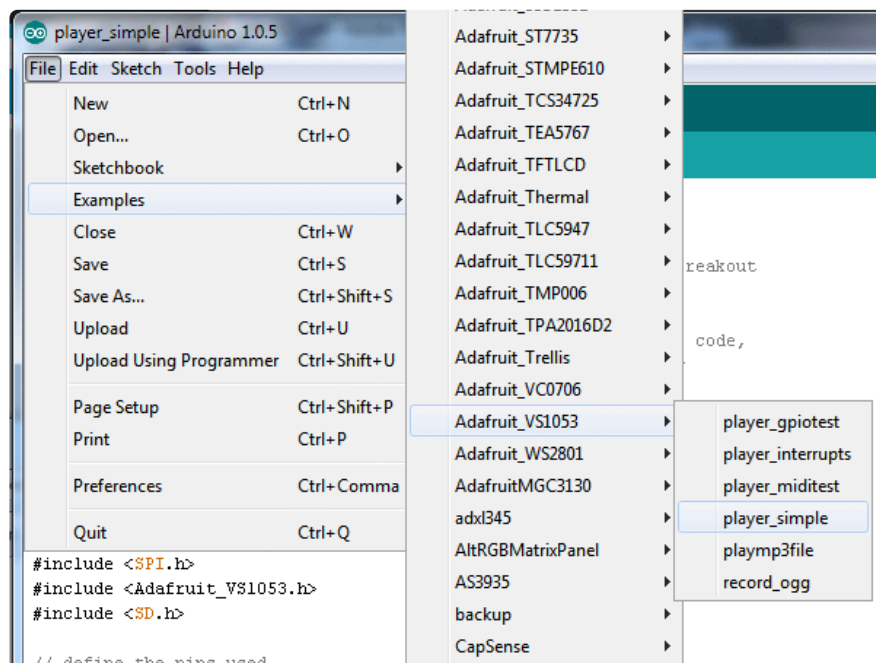 player_simple | Arduino 1.0.5
File Edit Sketch Tools Help
New Ctrl+N
Open... Ctrl+O
Sketchbook
Examples
Close Ctrl+W
Save Ctrl+S
Save As... Ctrl+Shift+S
Upload Ctrl+U
Upload Using Programmer Ctrl+Shift+U
Page Setup Ctrl+Shift+P
Print Ctrl+P
Preferences Ctrl+Comma
Quit Ctrl+Q
Adafruit_ST7735
Adafruit_STMPE610
Adafruit_TCS34725
Adafruit_TEA5767
Adafruit_TFTLCD
Adafruit_Thermal
Adafruit_TLC5947
Adafruit_TLC59711
Adafruit_TMP006
Adafruit_TPA2016D2
Adafruit_Trellis
Adafruit_VC0706
Adafruit_VS1053
Adafruit_WS2801
AdafruitMGC3130
adxl345
AltRGBMatrixPanel
AS3935
backup
CapSense
player_gpiotest
player_interrupts
player_miditest
player_simple
playmp3file
record_ogg
reakout
code,
#include <SPI.h>
#include <Adafruit_VS1053.h>
#include <SD.h>
// define the pins used